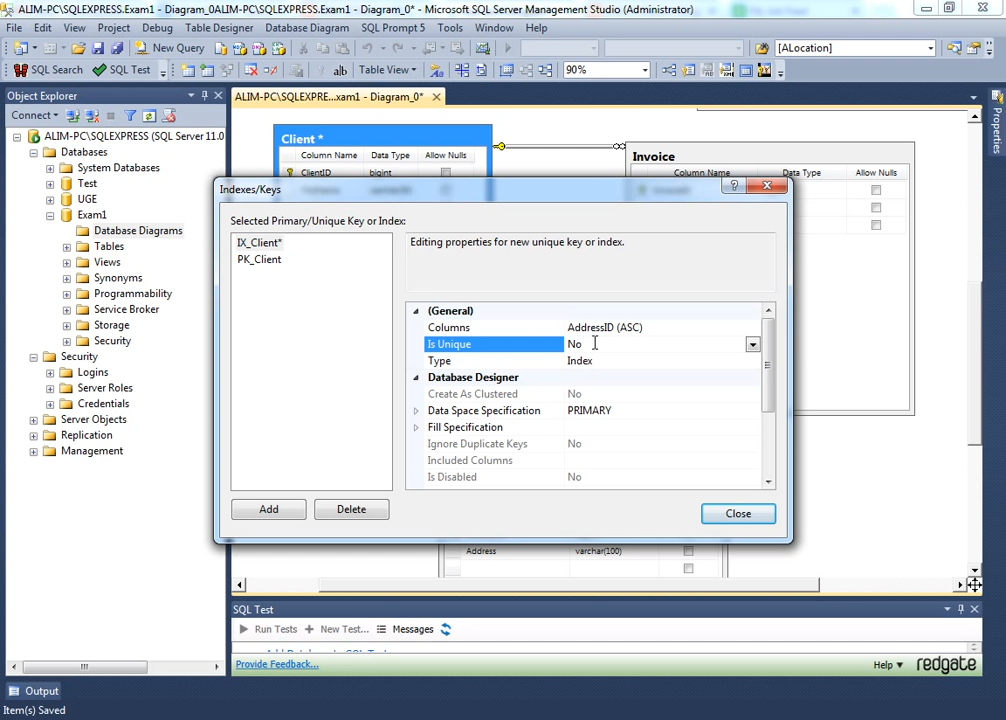 ALIM-PC\SQLEXPRESS.Exam1 - Diagram_0ALIM-PC\SQLEXPRESS.Exam1 - Diagram_0* - Microsoft SQL Server Management Studio (Administrator)
File Edit View Project Debug Table Designer Database Diagram SQL Prompt 5 Tools Window Help
New Query [ALocation]
SQL Search SQL Test Table View 90%
Object Explorer
ALIM-PC\SQLEXPRE...xam1 - Diagram_0*
Properties
Connect
ALIM-PC\SQLEXPRESS (SQL Server 11.0
Databases
System Databases
Test
UGE
Exam1
Database Diagrams
Tables
Views
Synonyms
Programmability
Service Broker
Storage
Security
Security
Logins
Server Roles
Credentials
Server Objects
Replication
Management
Client *
Column Name Data Type Allow Nulls
ClientID bigint
Invoice
Column Name Data Type Allow Nulls
Indexes/Keys
Selected Primary/Unique Key or Index:
IX_Client*
PK_Client
Editing properties for new unique key or index.
(General)
Columns AddressID (ASC)
Is Unique No
Type Index
Database Designer
Create As Clustered No
Data Space Specification PRIMARY
Fill Specification
Ignore Duplicate Keys No
Included Columns
Is Disabled No
Add Delete Close
Address varchar(100)
SQL Test
Run Tests New Test... Messages
Provide Feedback... Help redgate
Output
Item(s) Saved